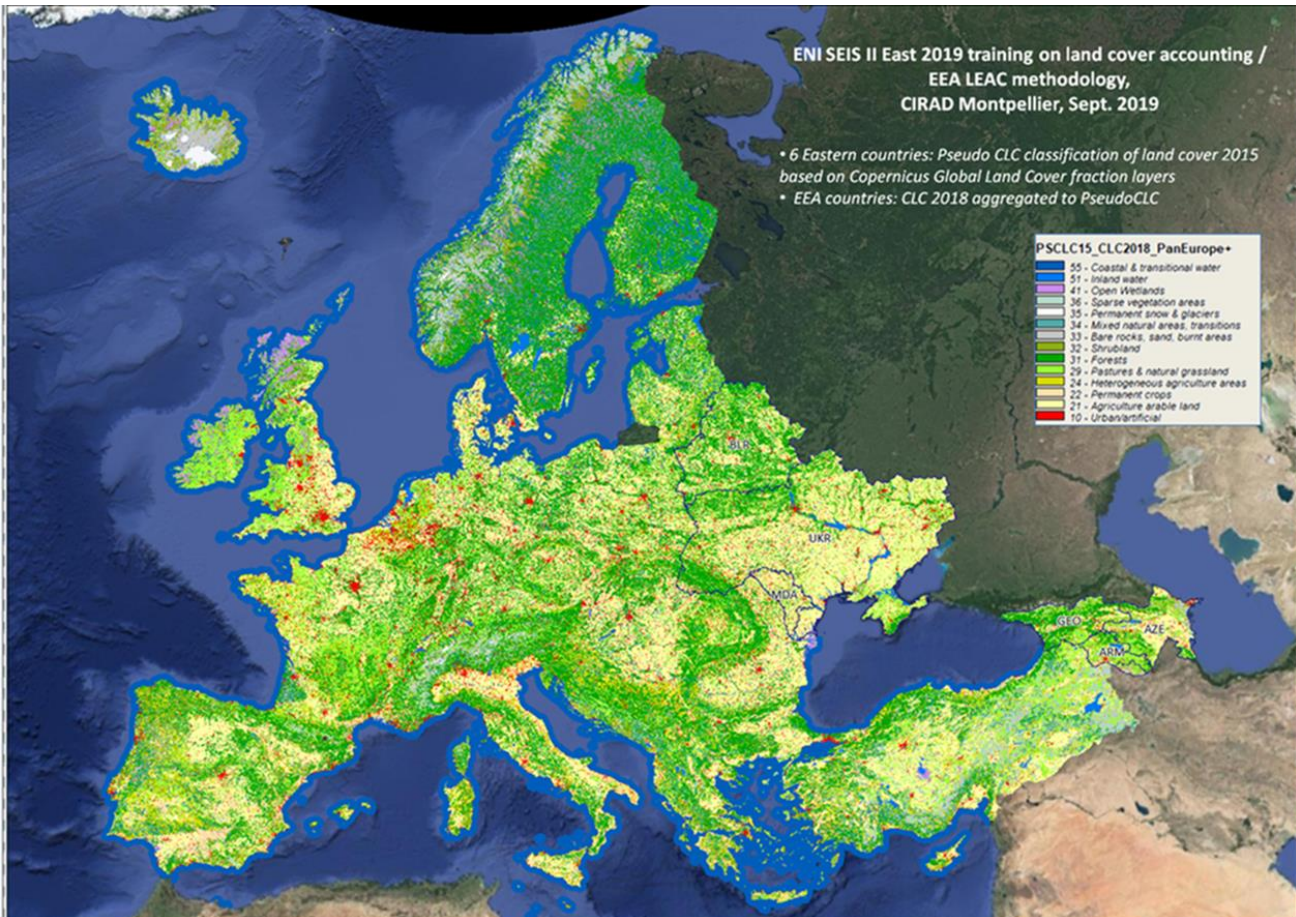 ENI SEIS II East 2019 training on land cover accounting /
EEA LEAC methodology,
CIRAD Montpellier, Sept. 2019
• 6 Eastern countries: Pseudo CLC classification of land cover 2015
based on Copernicus Global Land Cover fraction layers
• EEA countries: CLC 2018 aggregated to PseudoCLC
PSCLC15_CLC2018_PanEurope+
55 - Coastal & transitional water
51 - Inland water
41 - Open Wetlands
36 - Sparse vegetation areas
35 - Permanent snow & glaciers
34 - Mixed natural areas, transitions
33 - Bare rocks, sand, burnt areas
32 - Shrubland
31 - Forests
29 - Pastures & natural grassland
24 - Heterogeneous agriculture areas
22 - Permanent crops
21 - Agriculture arable land
10 - Urban/artificial
BLR
UKR
MDA
GEO
AZE
ARM